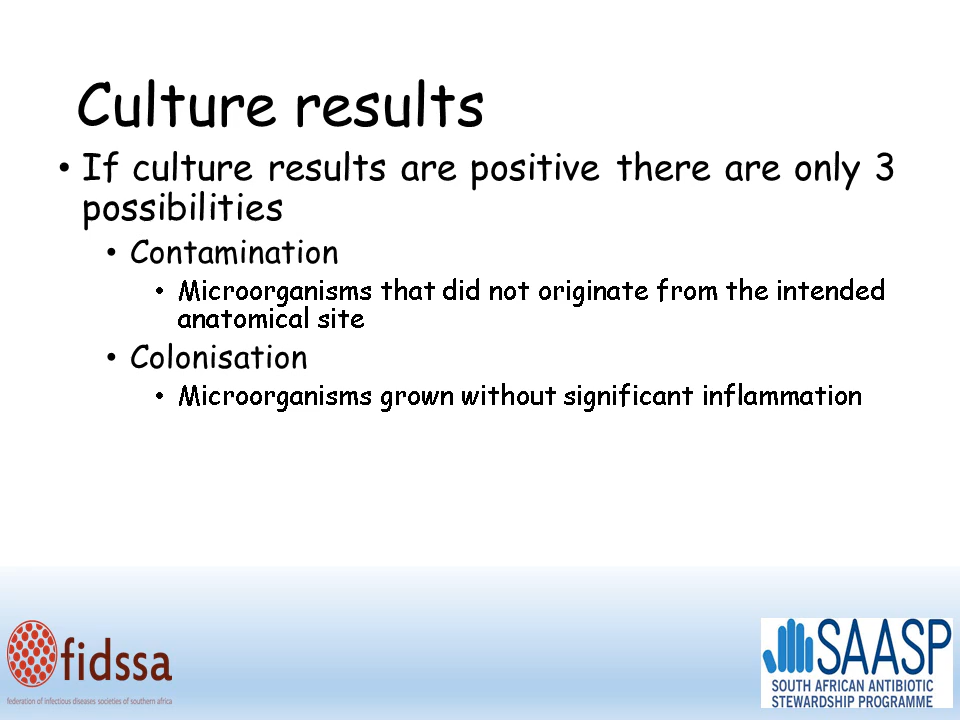 Culture results
• If culture results are positive there are only 3
possibilities
• Contamination
• Microorganisms that did not originate from the intended
anatomical site
• Colonisation
• Microorganisms grown without significant inflammation
fidssa
federation of infectious diseases societies of southern africa
SAASP
SOUTH AFRICAN ANTIBIOTIC
STEWARDSHIP PROGRAMME